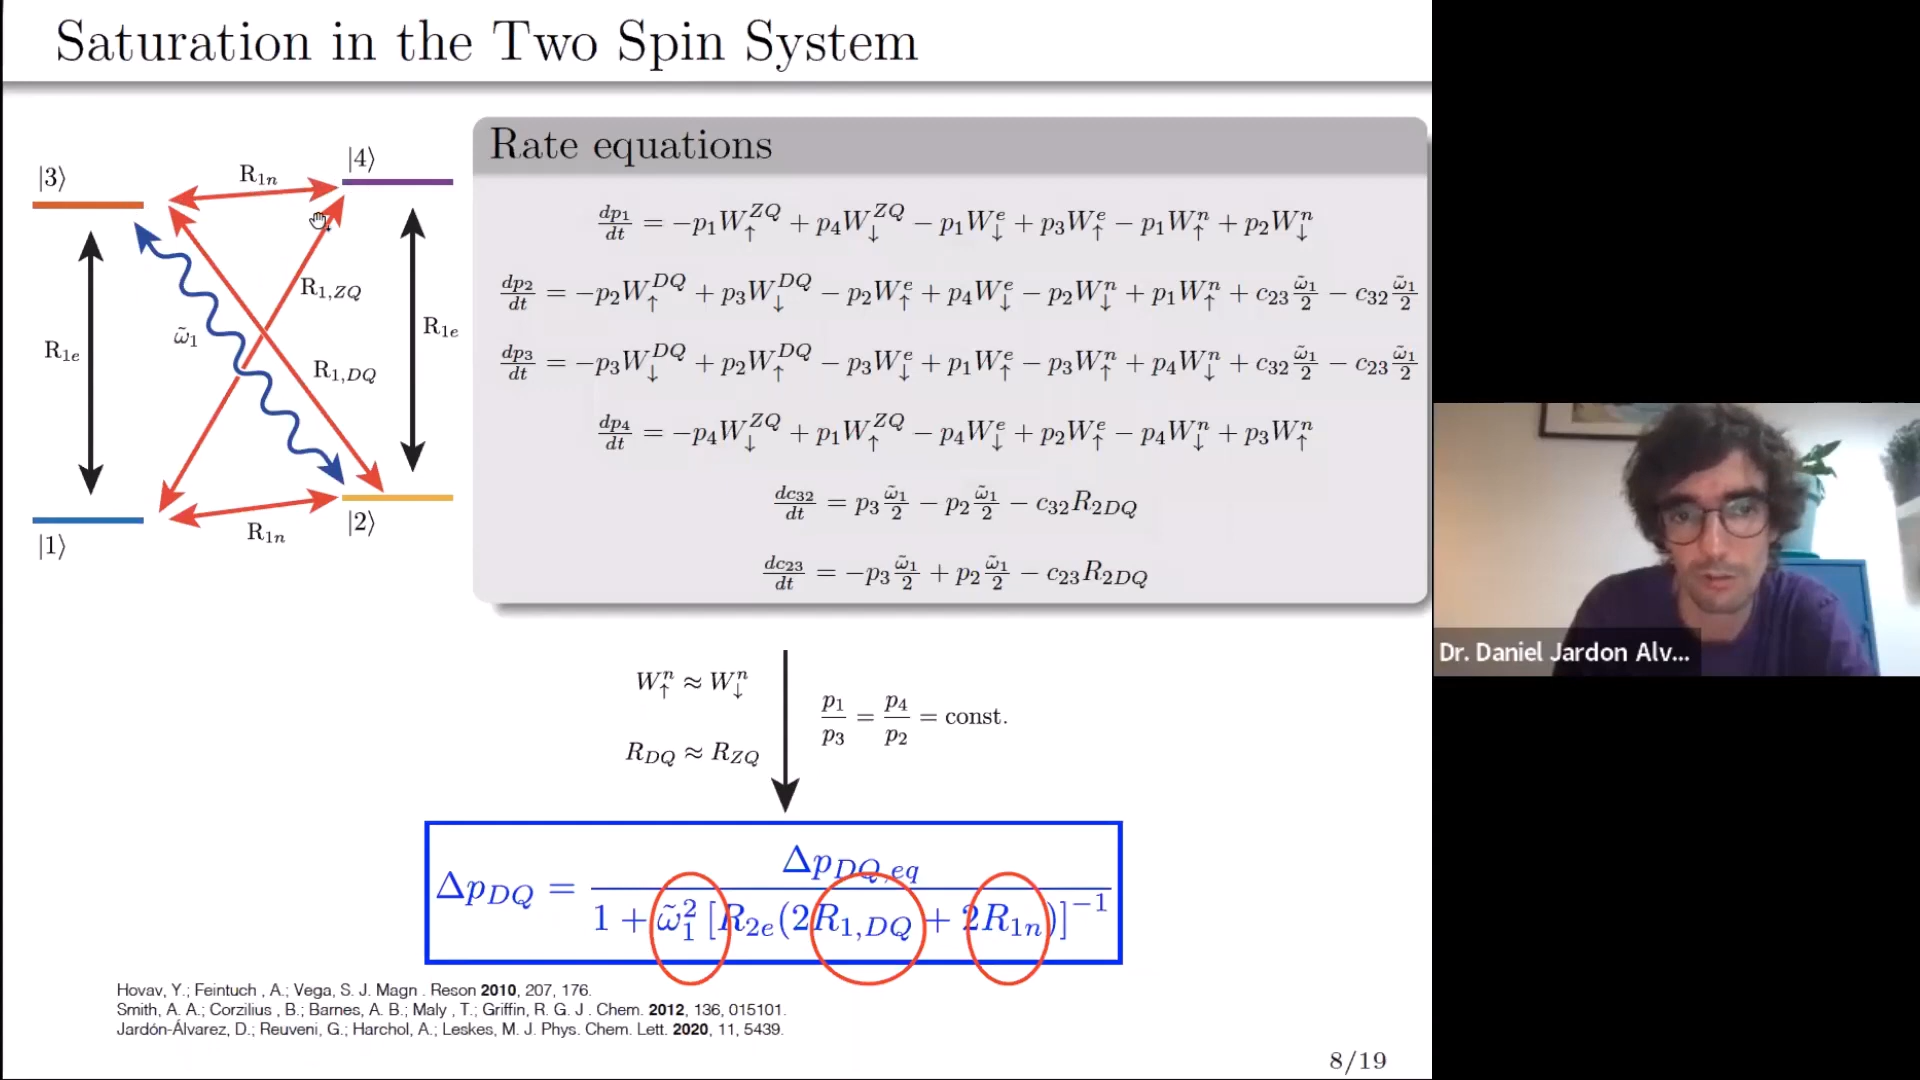 Saturation in the Two Spin System
|3⟩
R₁ₙ
|4⟩
R₁,ZQ
ω̃₁
R₁ₑ
R₁ₑ
R₁,DQ
|1⟩
R₁ₙ
|2⟩
Rate equations
dp₁/dt = −p₁W↑^ZQ + p₄W↓^ZQ − p₁W↓^e + p₃W↑^e − p₁W↑^n + p₂W↓^n
dp₂/dt = −p₂W↑^DQ + p₃W↓^DQ − p₂W↑^e + p₄W↓^e − p₂W↓^n + p₁W↑^n + c₂₃ ω̃₁/2 − c₃₂ ω̃₁/2
dp₃/dt = −p₃W↓^DQ + p₂W↑^DQ − p₃W↓^e + p₁W↑^e − p₃W↑^n + p₄W↓^n + c₃₂ ω̃₁/2 − c₂₃ ω̃₁/2
dp₄/dt = −p₄W↓^ZQ + p₁W↑^ZQ − p₄W↓^e + p₂W↑^e − p₄W↓^n + p₃W↑^n
dc₃₂/dt = p₃ ω̃₁/2 − p₂ ω̃₁/2 − c₃₂R₂DQ
dc₂₃/dt = −p₃ ω̃₁/2 + p₂ ω̃₁/2 − c₂₃R₂DQ
W↑^n ≈ W↓^n
p₁/p₃ = p₄/p₂ = const.
R_DQ ≈ R_ZQ
Δp_DQ = Δp_DQ,eq / 1 + ω̃₁² [R₂ₑ(2R₁,DQ + 2R₁ₙ)]⁻¹
Hovav, Y.; Feintuch , A.; Vega, S. J. Magn . Reson 2010, 207, 176.
Smith, A. A.; Corzilius , B.; Barnes, A. B.; Maly , T.; Griffin, R. G. J . Chem. 2012, 136, 015101.
Jardón-Álvarez, D.; Reuveni, G.; Harchol, A.; Leskes, M. J. Phys. Chem. Lett. 2020, 11, 5439.
8/19
Dr. Daniel Jardon Alv...